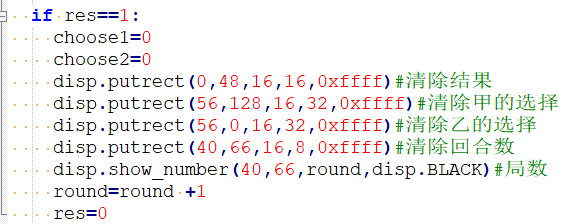 if res==1:
choose1=0
choose2=0
disp.putrect(0,48,16,16,0xffff)#清除结果
disp.putrect(56,128,16,32,0xffff)#清除甲的选择
disp.putrect(56,0,16,32,0xffff)#清除乙的选择
disp.putrect(40,66,16,8,0xffff)#清除回合数
disp.show_number(40,66,round,disp.BLACK)#局数
round=round +1
res=0